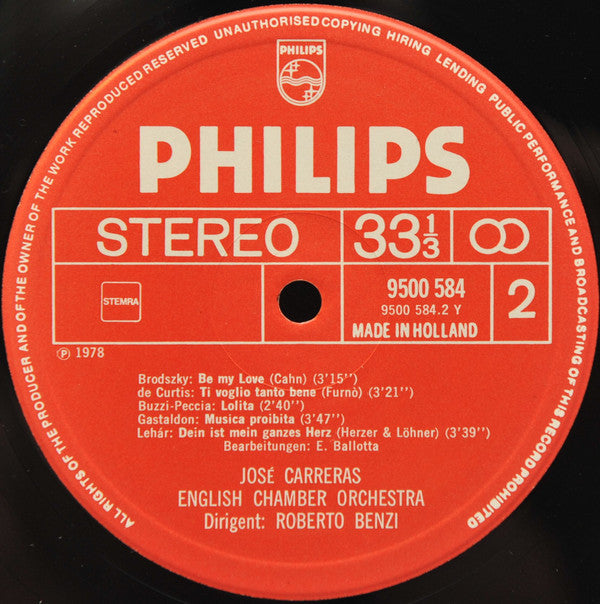 ALL RIGHTS OF THE PRODUCER AND OF THE OWNER OF THE WORK REPRODUCED RESERVED UNAUTHORISED COPYING HIRING LENDING PUBLIC PERFORMANCE AND BROADCASTING OF THIS RECORD PROHIBITED
PHILIPS
PHILIPS
STEREO 33 1/3
STEMRA
9500 584
9500 584.2 Y
MADE IN HOLLAND
2
Ⓟ 1978
Brodszky: Be my Love (Cahn) (3'15'')
de Curtis: Ti voglio tanto bene (Furnò) (3'21'')
Buzzi-Peccia: Lolita (2'40'')
Gastaldon: Musica proibita (3'47'')
Lehár: Dein ist mein ganzes Herz (Herzer & Löhner) (3'39'')
Bearbeitungen: E. Ballotta
JOSÉ CARRERAS
ENGLISH CHAMBER ORCHESTRA
Dirigent: ROBERTO BENZI